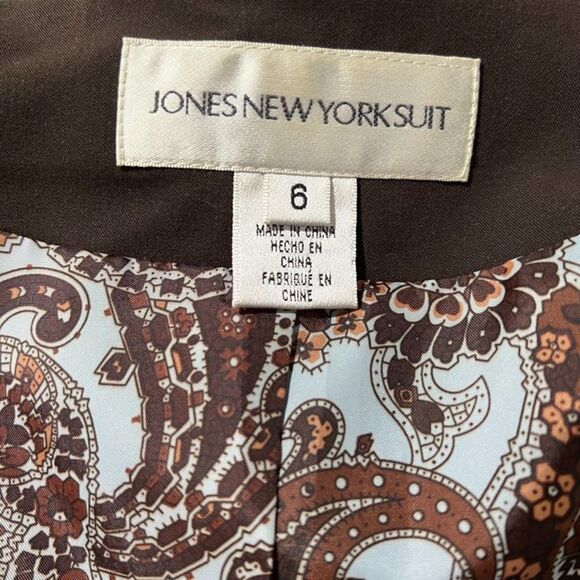 JONES NEW YORK SUIT
6
MADE IN CHINA
HECHO EN
CHINA
FABRIQUÉ EN
CHINE